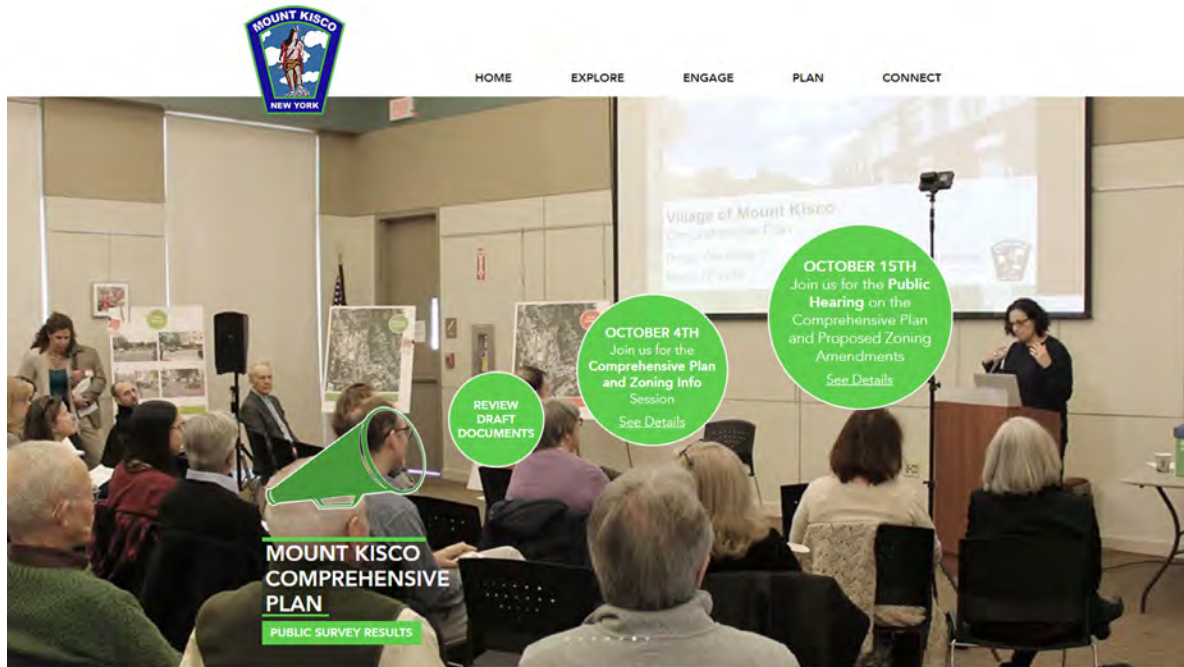 MOUNT KISCO
NEW YORK
HOME
EXPLORE
ENGAGE
PLAN
CONNECT
Village of Mount Kisco
Comprehensive Plan
OCTOBER 15TH
Join us for the Public
Hearing on the
Comprehensive Plan
and Proposed Zoning
Amendments
See Details
OCTOBER 4TH
Join us for the
Comprehensive Plan
and Zoning Info
Session
See Details
REVIEW
DRAFT
DOCUMENTS
MOUNT KISCO
COMPREHENSIVE
PLAN
PUBLIC SURVEY RESULTS